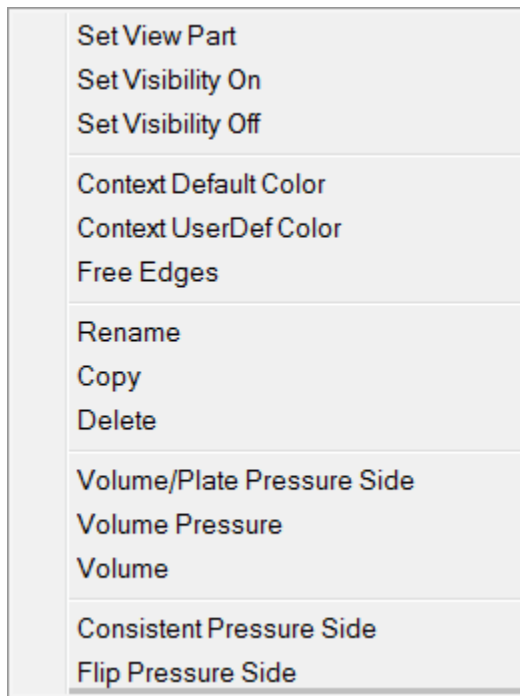 Set View Part
Set Visibility On
Set Visibility Off
Context Default Color
Context UserDef Color
Free Edges
Rename
Copy
Delete
Volume/Plate Pressure Side
Volume Pressure
Volume
Consistent Pressure Side
Flip Pressure Side